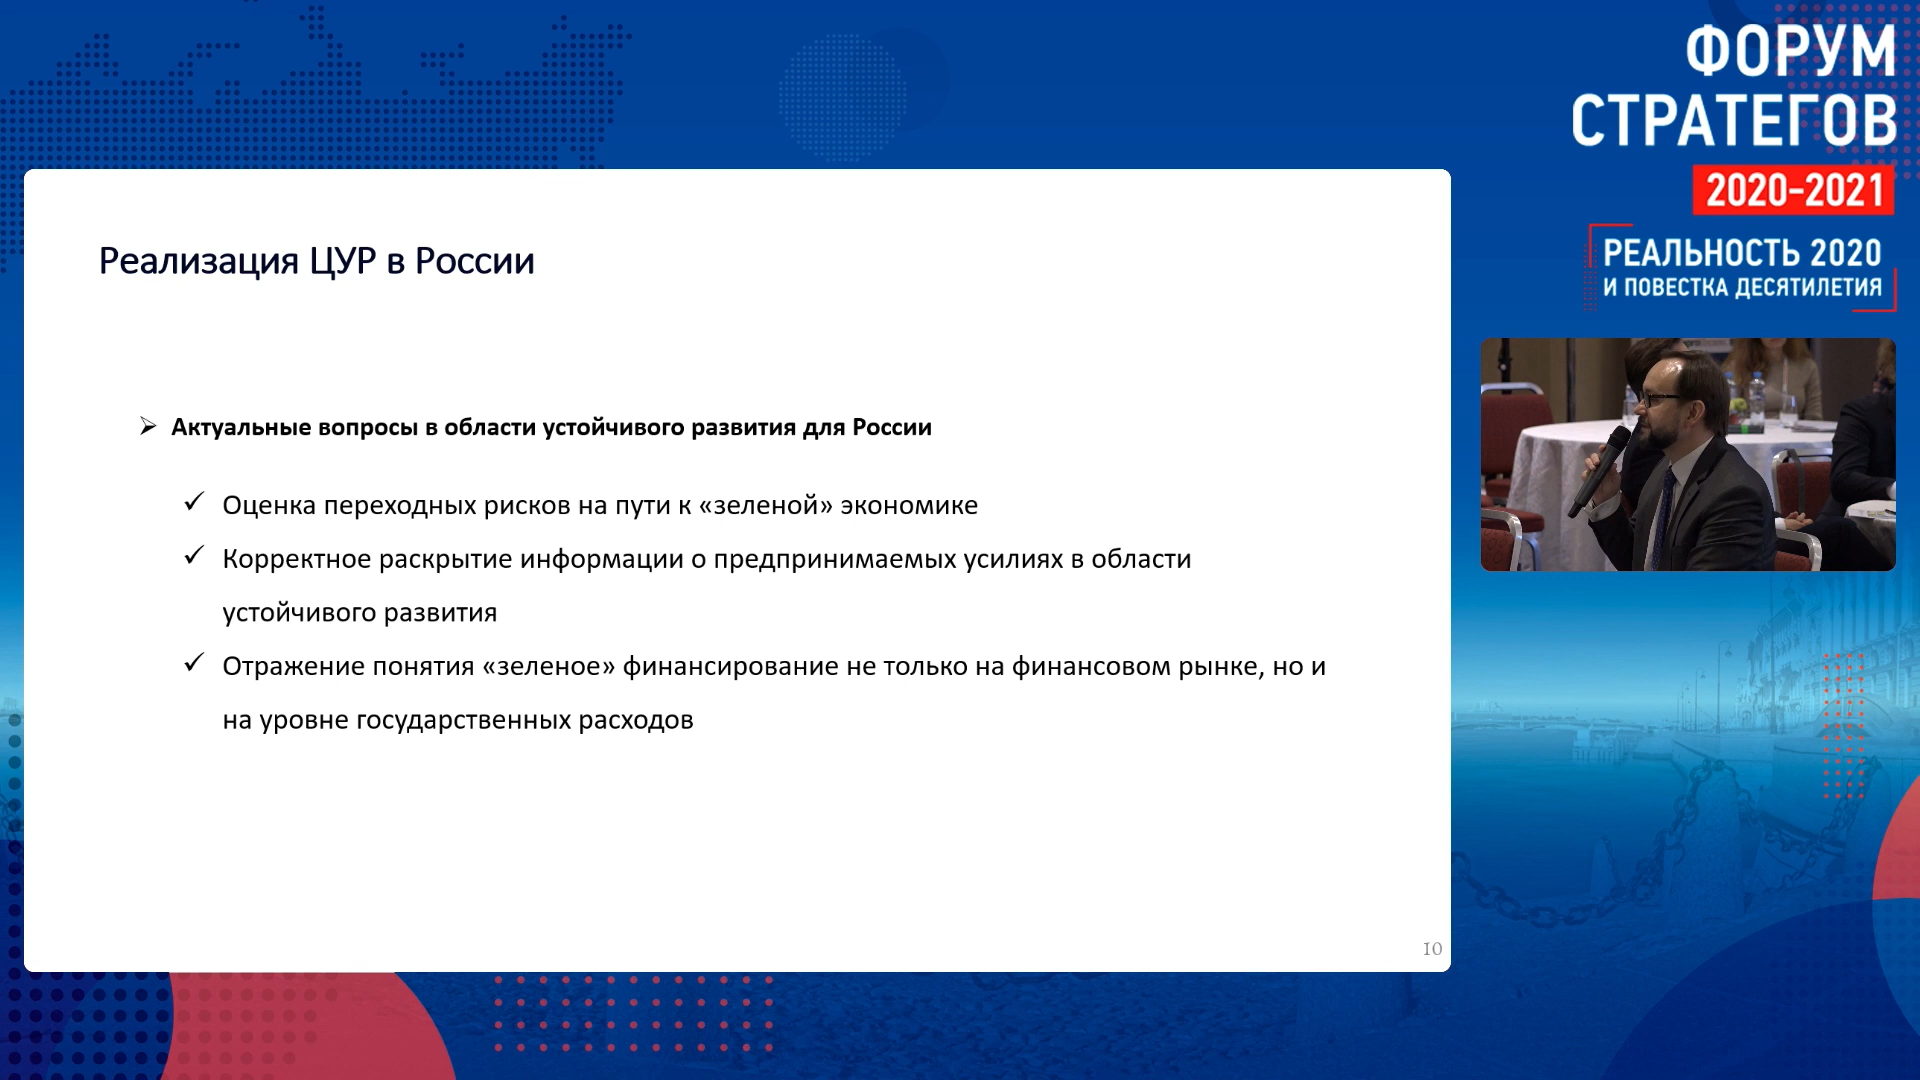 ФОРУМ
СТРАТЕГОВ
2020-2021
РЕАЛЬНОСТЬ 2020
И ПОВЕСТКА ДЕСЯТИЛЕТИЯ
Реализация ЦУР в России
Актуальные вопросы в области устойчивого развития для России
Оценка переходных рисков на пути к «зеленой» экономике
Корректное раскрытие информации о предпринимаемых усилиях в области
устойчивого развития
Отражение понятия «зеленое» финансирование не только на финансовом рынке, но и
на уровне государственных расходов
10